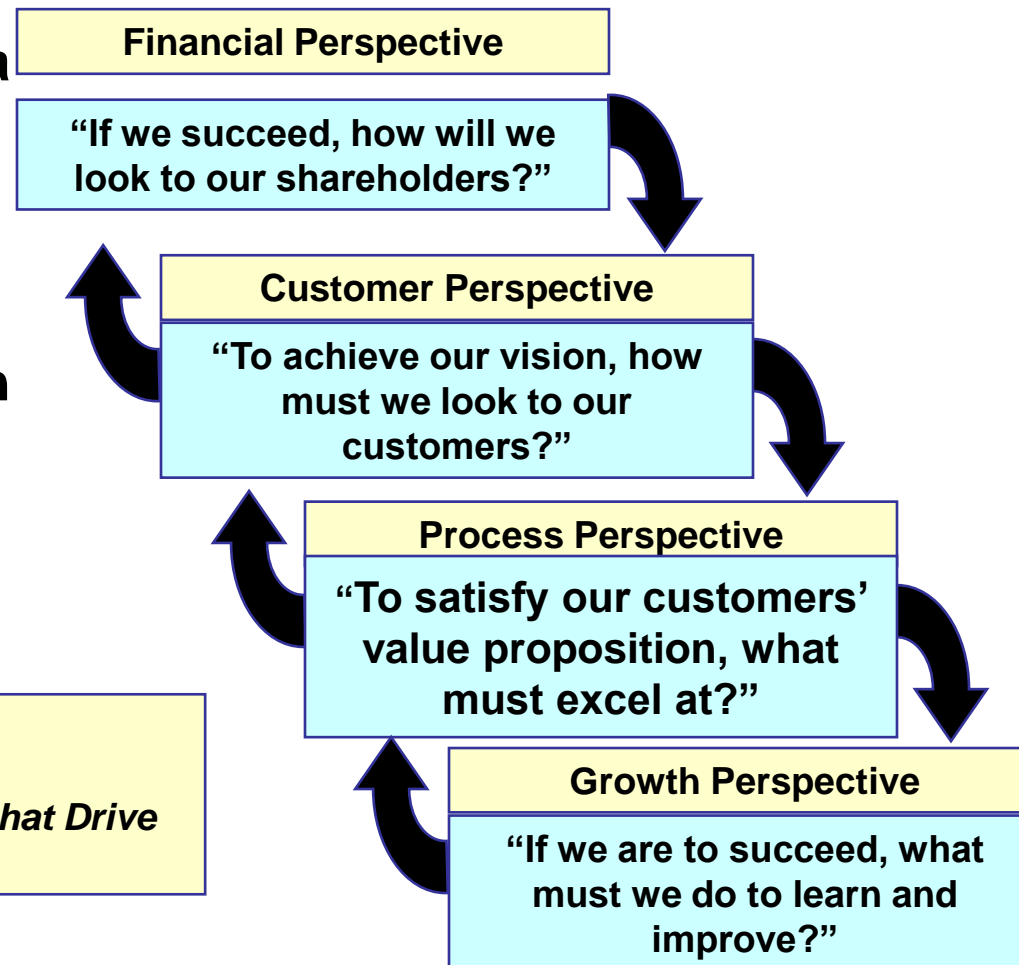 a
Financial Perspective
“If we succeed, how will we
look to our shareholders?”
Customer Perspective
“To achieve our vision, how
must we look to our
customers?”
Process Perspective
“To satisfy our customers’
value proposition, what
must excel at?”
hat Drive
Growth Perspective
“If we are to succeed, what
must we do to learn and
improve?”